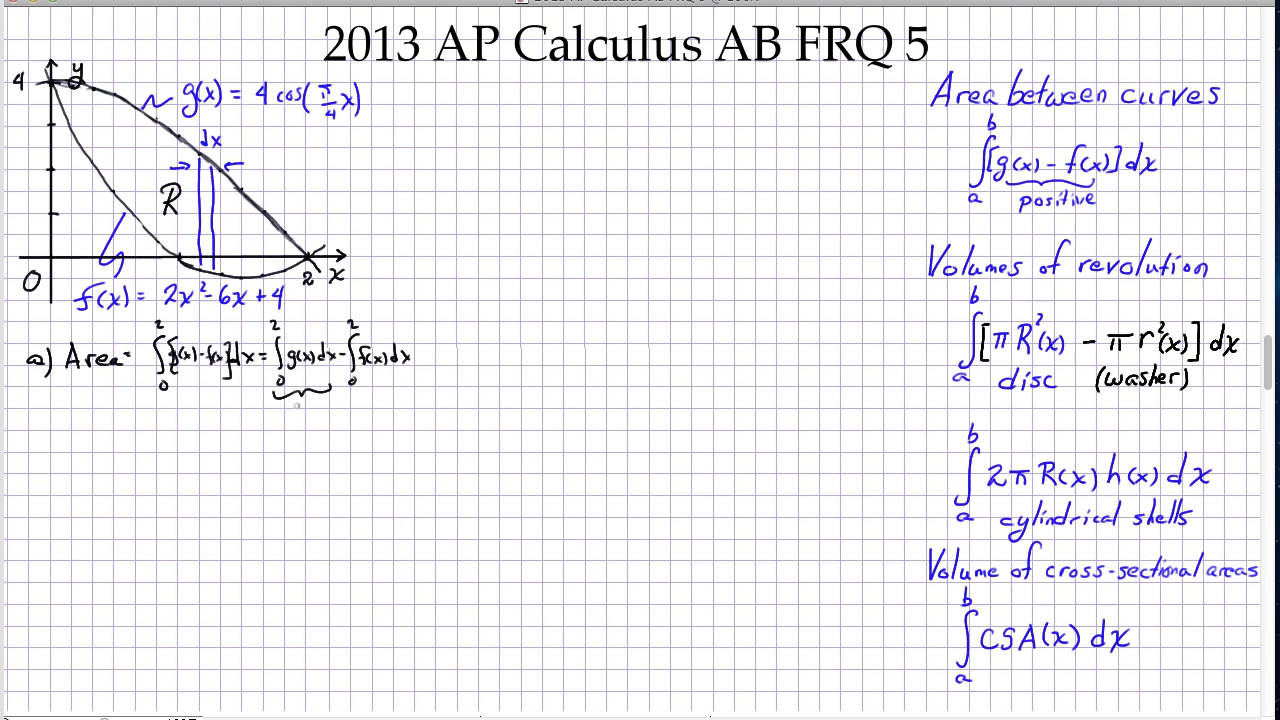 2013 AP Calculus AB FRQ 5
4
y
g(x) = 4 cos(π/4 x)
dx
R
0
2
x
f(x) = 2x² - 6x + 4
a) Area = ∫₀² [g(x) - f(x)] dx = ∫₀² g(x) dx - ∫₀² f(x) dx
Area between curves
∫ₐᵇ [g(x) - f(x)] dx
positive
Volumes of revolution
∫ₐᵇ [π R²(x) - π r²(x)] dx
disc (washer)
∫ₐᵇ 2π R(x) h(x) dx
cylindrical shells
Volume of cross-sectional areas
∫ₐᵇ CSA(x) dx